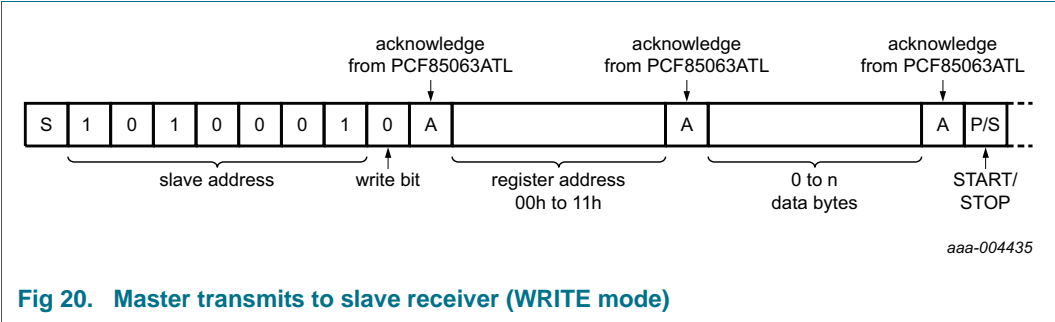 acknowledge
from PCF85063ATL
acknowledge
from PCF85063ATL
acknowledge
from PCF85063ATL
S 1 0 1 0 0 0 1 0 A A A P/S
slave address
write bit
register address
00h to 11h
0 to n
data bytes
START/
STOP
aaa-004435
Fig 20. Master transmits to slave receiver (WRITE mode)